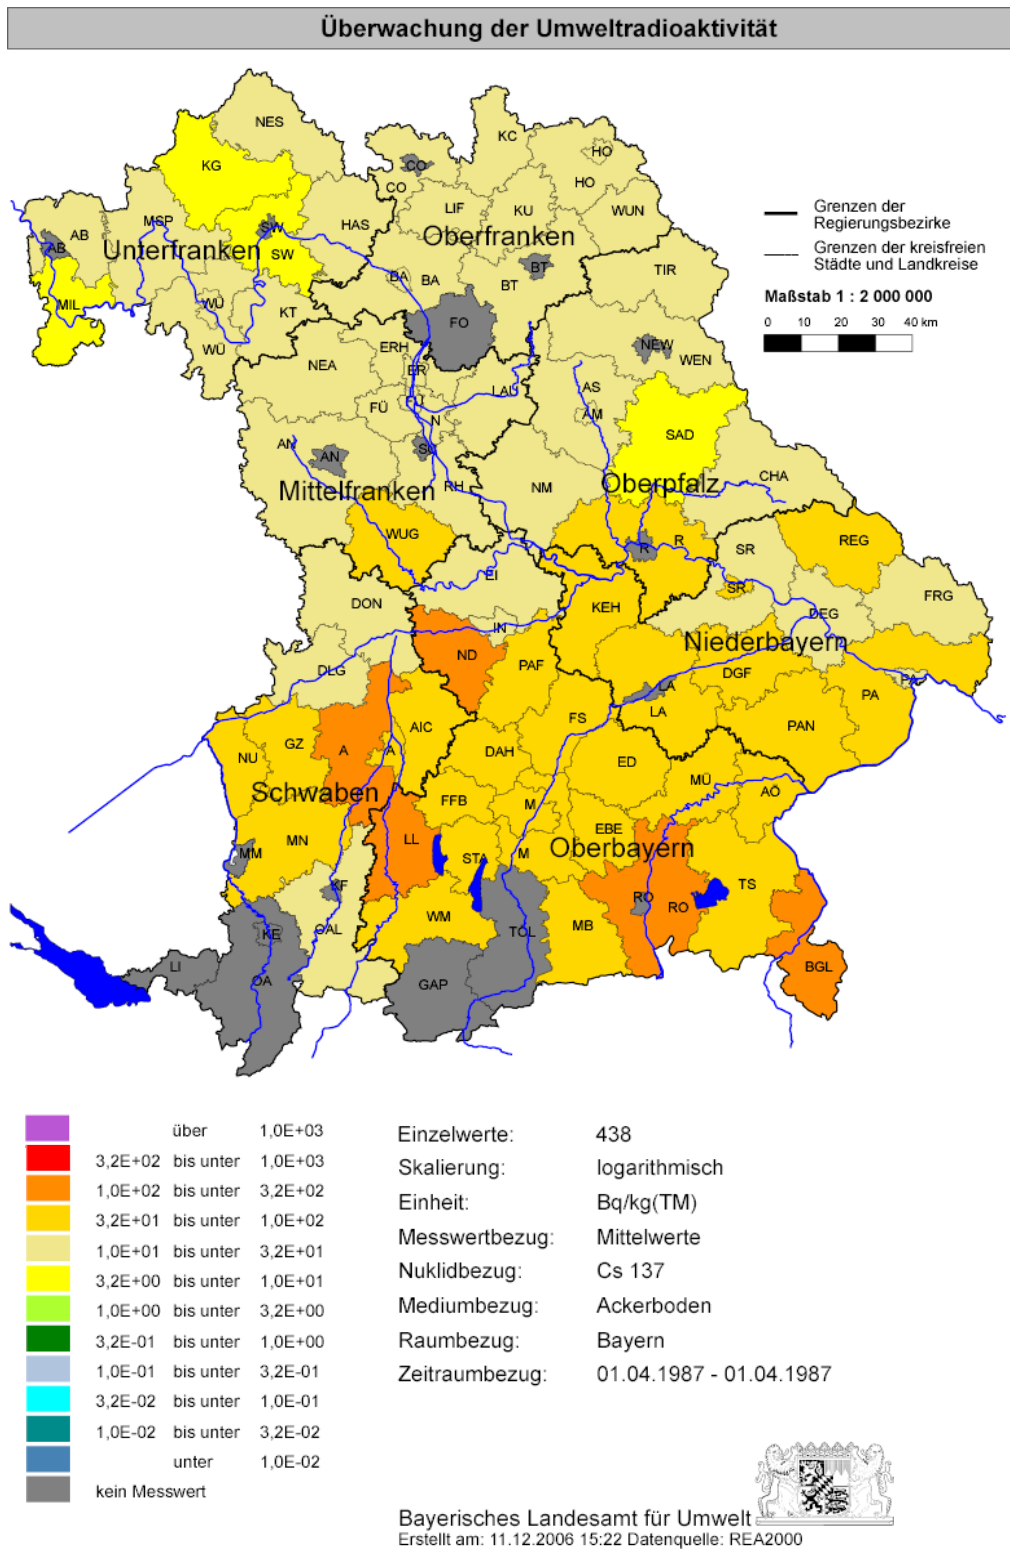 Überwachung der Umweltradioaktivität
NES
KC
KG
CO
HO
CO
HO
LIF
KU
WUN
HAS
MSP
AB
AB
SW
SW
Unterfranken
Oberfranken
BA
BA
BT
BT
TIR
MIL
WÜ
KT
WÜ
FO
NEW
WEN
ERH
NEA
ER
LAU
AS
AM
FÜ
FÜ
N
SAD
AN
AN
SC
RH
Mittelfranken
NM
Oberpfalz
CHA
WUG
R
R
SR
REG
EI
SR
FRG
DON
KEH
DEG
IN
Niederbayern
ND
PAF
DLG
DGF
PA
LA
PA
LA
AIC
FS
PAN
GZ
A
A
NU
DAH
ED
MÜ
Schwaben
FFB
M
AÖ
EBE
MN
LL
Oberbayern
MM
STA
M
KF
TS
RO
RO
WM
OAL
KE
TÖL
MB
LI
OA
GAP
BGL
Grenzen der
Regierungsbezirke
Grenzen der kreisfreien
Städte und Landkreise
Maßstab 1 : 2 000 000
0 10 20 30 40 km
über 1,0E+03
3,2E+02 bis unter 1,0E+03
1,0E+02 bis unter 3,2E+02
3,2E+01 bis unter 1,0E+02
1,0E+01 bis unter 3,2E+01
3,2E+00 bis unter 1,0E+01
1,0E+00 bis unter 3,2E+00
3,2E-01 bis unter 1,0E+00
1,0E-01 bis unter 3,2E-01
3,2E-02 bis unter 1,0E-01
1,0E-02 bis unter 3,2E-02
unter 1,0E-02
kein Messwert
Einzelwerte: 438
Skalierung: logarithmisch
Einheit: Bq/kg(TM)
Messwertbezug: Mittelwerte
Nuklidbezug: Cs 137
Mediumbezug: Ackerboden
Raumbezug: Bayern
Zeitraumbezug: 01.04.1987 - 01.04.1987
Bayerisches Landesamt für Umwelt
Erstellt am: 11.12.2006 15:22 Datenquelle: REA2000